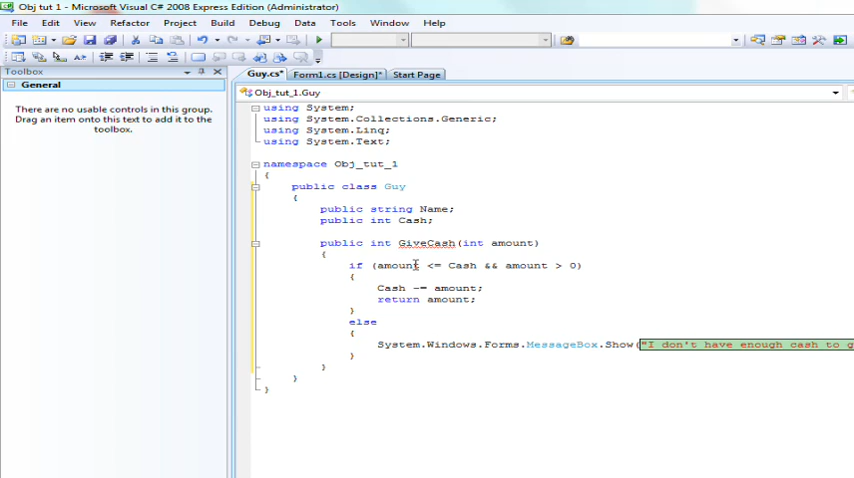 Obj tut 1 - Microsoft Visual C# 2008 Express Edition (Administrator)
File Edit View Refactor Project Build Debug Data Tools Window Help
Toolbox
General
There are no usable controls in this group.
Drag an item onto this text to add it to the
toolbox.
Guy.cs* Form1.cs [Design]* Start Page
Obj_tut_1.Guy
using System;
using System.Collections.Generic;
using System.Linq;
using System.Text;
namespace Obj_tut_1
{
public class Guy
{
public string Name;
public int Cash;
public int GiveCash(int amount)
{
if (amount <= Cash && amount > 0)
{
Cash -= amount;
return amount;
}
else
{
System.Windows.Forms.MessageBox.Show("I don't have enough cash to g
}
}
}
}